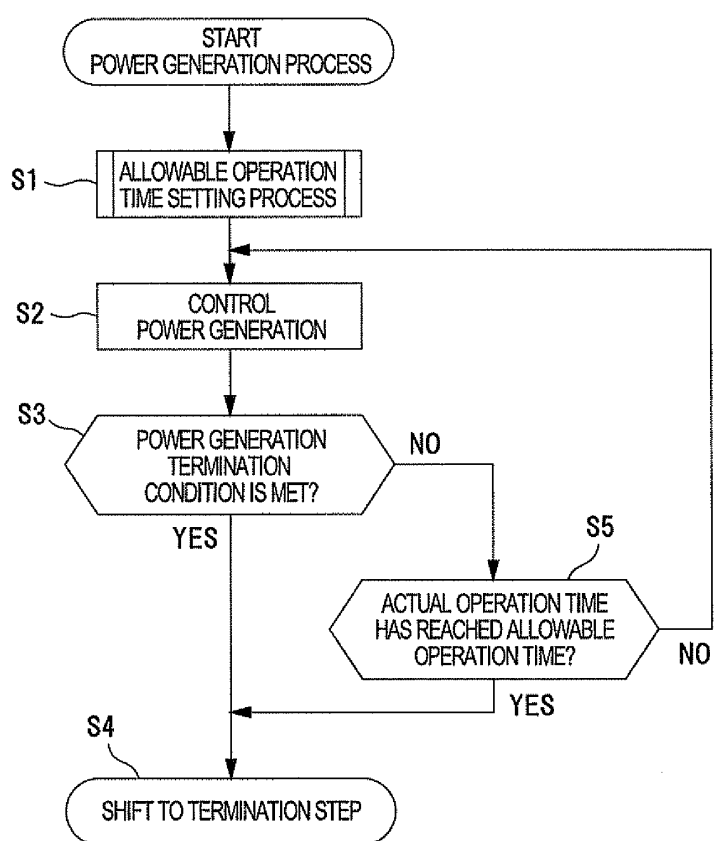 START
POWER GENERATION PROCESS
S1
ALLOWABLE OPERATION
TIME SETTING PROCESS
S2
CONTROL
POWER GENERATION
S3
POWER GENERATION
TERMINATION
CONDITION IS MET?
NO
YES
S5
ACTUAL OPERATION TIME
HAS REACHED ALLOWABLE
OPERATION TIME?
NO
YES
S4
SHIFT TO TERMINATION STEP